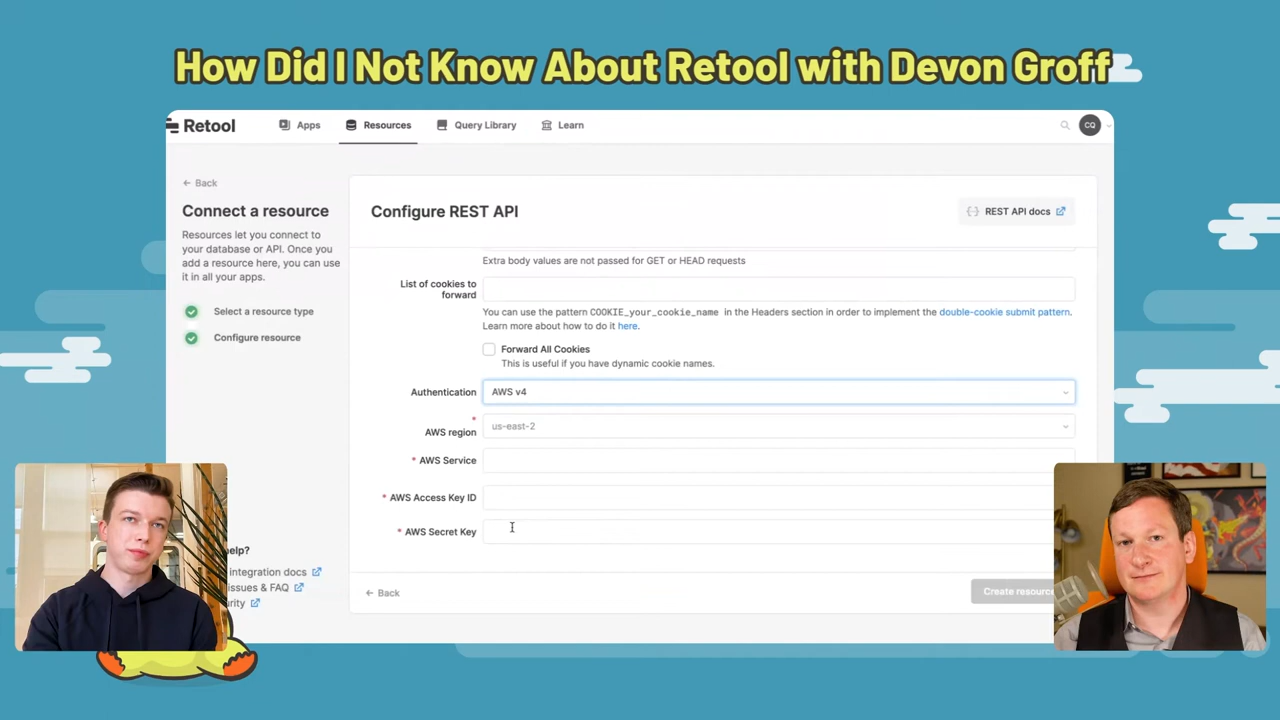 How Did I Not Know About Retool with Devon Groff
Retool
Apps
Resources
Query Library
Learn
CQ
← Back
Connect a resource
Resources let you connect to
your database or API. Once you
add a resource here, you can use
it in all your apps.
Select a resource type
Configure resource
help?
integration docs
issues & FAQ
Configure REST API
{-} REST API docs
Extra body values are not passed for GET or HEAD requests
List of cookies to
forward
You can use the pattern COOKIE_your_cookie_name in the Headers section in order to implement the double-cookie submit pattern.
Learn more about how to do it here.
Forward All Cookies
This is useful if you have dynamic cookie names.
Authentication
AWS v4
* AWS region
us-east-2
* AWS Service
* AWS Access Key ID
* AWS Secret Key
← Back
Create resource